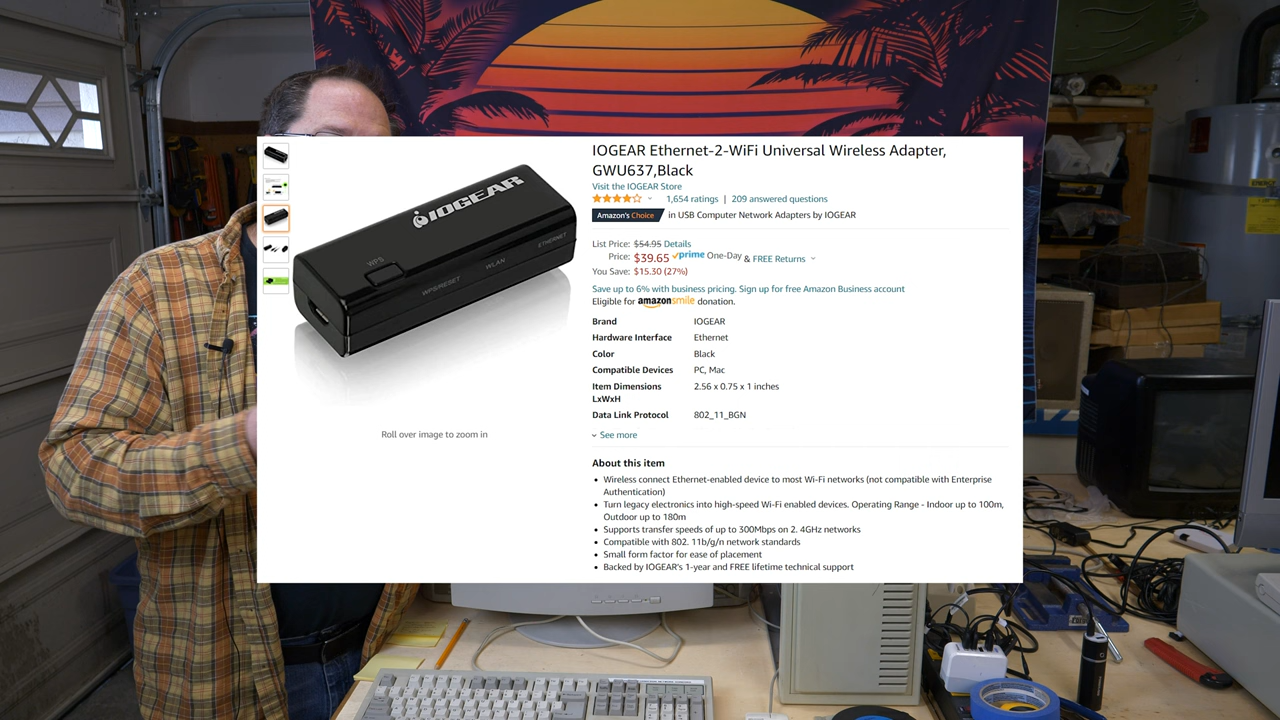 IOGEAR Ethernet-2-WiFi Universal Wireless Adapter,
GWU637,Black
Visit the IOGEAR Store
1,654 ratings | 209 answered questions
Amazon's Choice in USB Computer Network Adapters by IOGEAR
List Price: $54.95 Details
Price: $39.65 prime One-Day & FREE Returns
You Save: $15.30 (27%)
Save up to 6% with business pricing. Sign up for free Amazon Business account
Eligible for amazonsmile donation.
Brand IOGEAR
Hardware Interface Ethernet
Color Black
Compatible Devices PC, Mac
Item Dimensions 2.56 x 0.75 x 1 inches
LxWxH
Data Link Protocol 802_11_BGN
See more
About this item
• Wireless connect Ethernet-enabled device to most Wi-Fi networks (not compatible with Enterprise
Authentication)
• Turn legacy electronics into high-speed Wi-Fi enabled devices. Operating Range - Indoor up to 100m,
Outdoor up to 180m
• Supports transfer speeds of up to 300Mbps on 2. 4GHz networks
• Compatible with 802. 11b/g/n network standards
• Small form factor for ease of placement
• Backed by IOGEAR's 1-year and FREE lifetime technical support
IOGEAR
WPS
WPS/RESET
WLAN
ETHERNET
Roll over image to zoom in